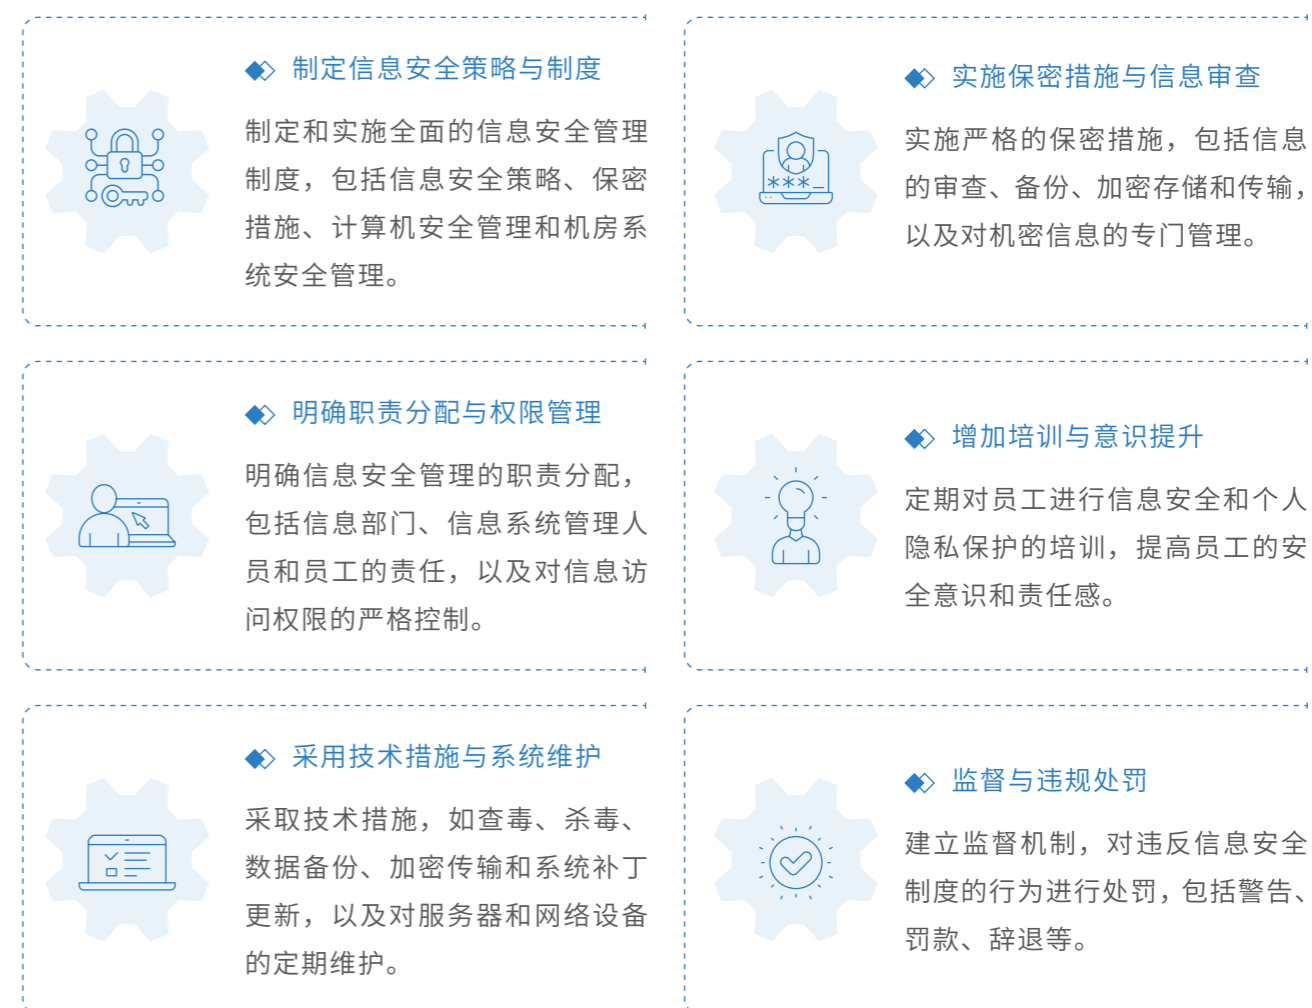 制定信息安全策略与制度
制定和实施全面的信息安全管理
制度，包括信息安全策略、保密
措施、计算机安全管理和机房系
统安全管理。
实施保密措施与信息审查
实施严格的保密措施，包括信息
的审查、备份、加密存储和传输，
以及对机密信息的专门管理。
***_
明确职责分配与权限管理
明确信息安全管理的职责分配，
包括信息部门、信息系统管理人
员和员工的责任，以及对信息访
问权限的严格控制。
增加培训与意识提升
定期对员工进行信息安全和个人
隐私保护的培训，提高员工的安
全意识和责任感。
采用技术措施与系统维护
采取技术措施，如查毒、杀毒、
数据备份、加密传输和系统补丁
更新，以及对服务器和网络设备
的定期维护。
监督与违规处罚
建立监督机制，对违反信息安全
制度的行为进行处罚，包括警告、
罚款、辞退等。